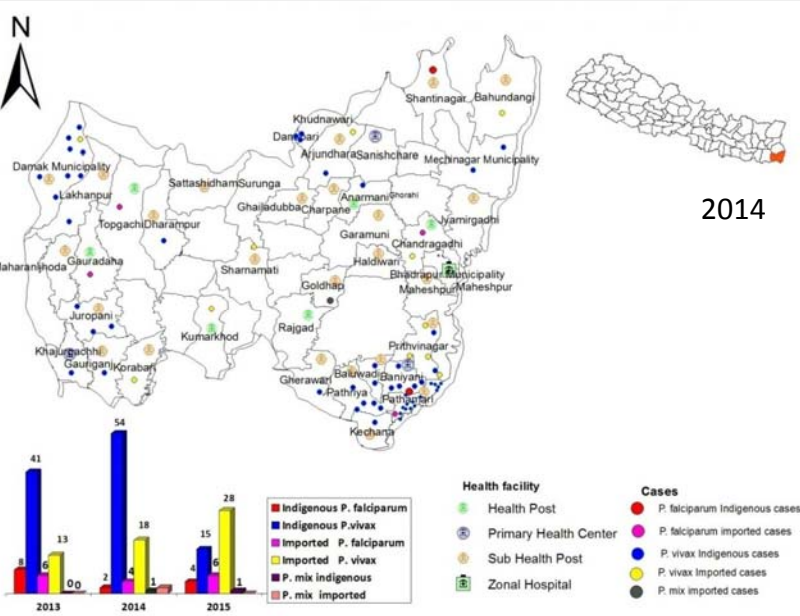 N
Shantinagar
Bahundangi
Khudnawari
Arjundhara
Sanishchare
Mechinagar Municipality
2014
Damak Municipality
Lakhanpur
Sattashidham
Surunga
Anarmani
Ghorahi
Ghailadubba
Charpane
Jyamirgadhi
Topgachi
Dharampur
Garamuni
Chandragadhi
Gauradaha
Sharnamati
Haldiwari
Bhadrapur Municipality
Maheshpur
Maheshpur
Goldhap
Juropani
Kumarkhod
Rajgad
Prithvinagar
Khajurgachhi
Gauriganj
Korabari
Gherawari
Baluwadi
Baniyani
Pathriya
Pathamari
Kechana
8
41
6
13
0
0
2
54
4
18
1
4
15
6
28
1
2013
2014
2015
Indigenous P. falciparum
Indigenous P.vivax
Imported P. falciparum
Imported P. vivax
P. mix indigenous
P. mix imported
Health facility
Health Post
Primary Health Center
Sub Health Post
Zonal Hospital
Cases
P. falciparum Indigenous cases
P. falciparum imported cases
P. vivax Indigenous cases
P. vivax Imported cases
P. mix imported cases